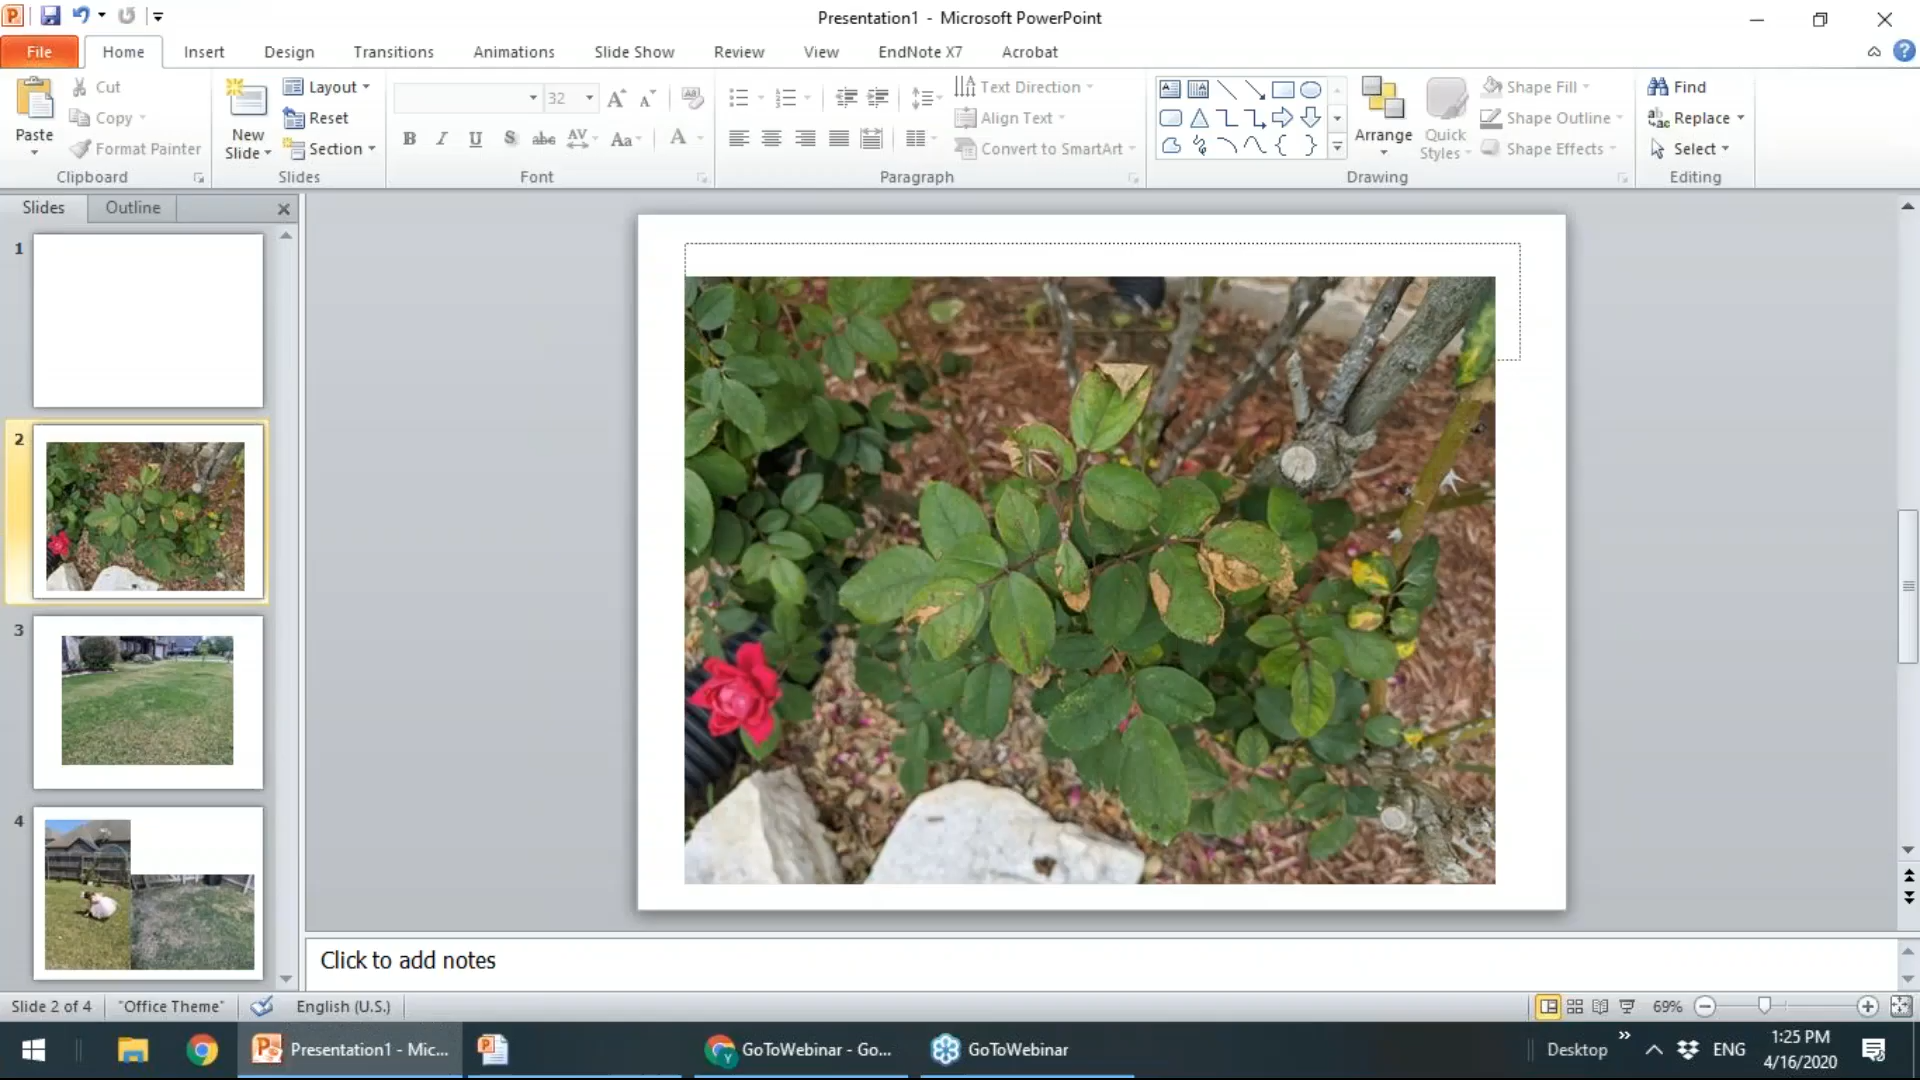 Presentation1 - Microsoft PowerPoint
File Home Insert Design Transitions Animations Slide Show Review View EndNote X7 Acrobat
Paste
Cut
Copy
Format Painter
Clipboard
New Slide
Layout
Reset
Section
Slides
32
B I U S abc AV Aa A
Font
Text Direction
Align Text
Convert to SmartArt
Paragraph
Arrange
Quick Styles
Shape Fill
Shape Outline
Shape Effects
Drawing
Find
Replace
Select
Editing
Slides Outline
1
2
3
4
Click to add notes
Slide 2 of 4 "Office Theme" English (U.S.) 69%
Presentation1 - Mic... GoToWebinar - Go... GoToWebinar Desktop ENG 1:25 PM
4/16/2020